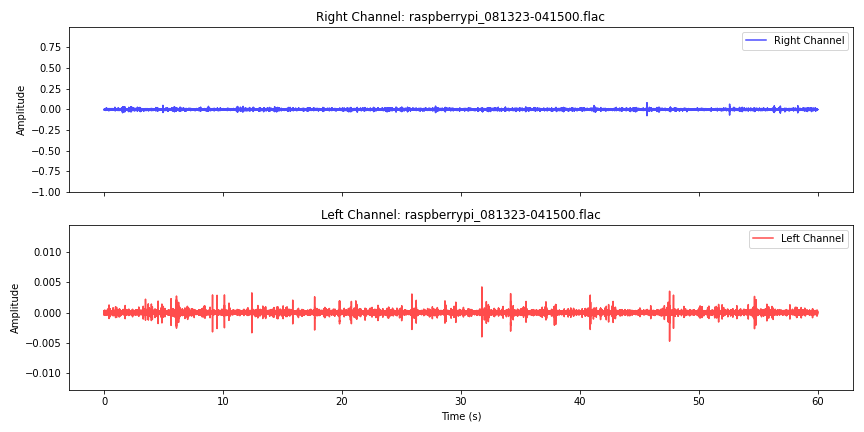 Right Channel: raspberrypi_081323-041500.flac
Right Channel
0.75
0.50
0.25
0.00
−0.25
−0.50
−0.75
−1.00
Amplitude
Left Channel: raspberrypi_081323-041500.flac
Left Channel
0.010
0.005
0.000
−0.005
−0.010
Amplitude
0 10 20 30 40 50 60
Time (s)